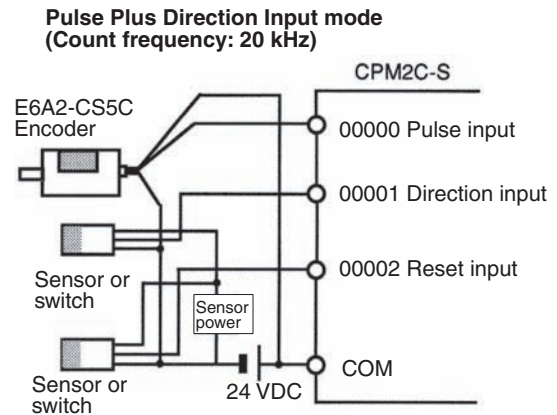 Pulse Plus Direction Input mode
(Count frequency: 20 kHz)
CPM2C-S
E6A2-CS5C
Encoder
00000 Pulse input
00001 Direction input
Sensor or
switch
00002 Reset input
Sensor
power
COM
24 VDC
Sensor or
switch